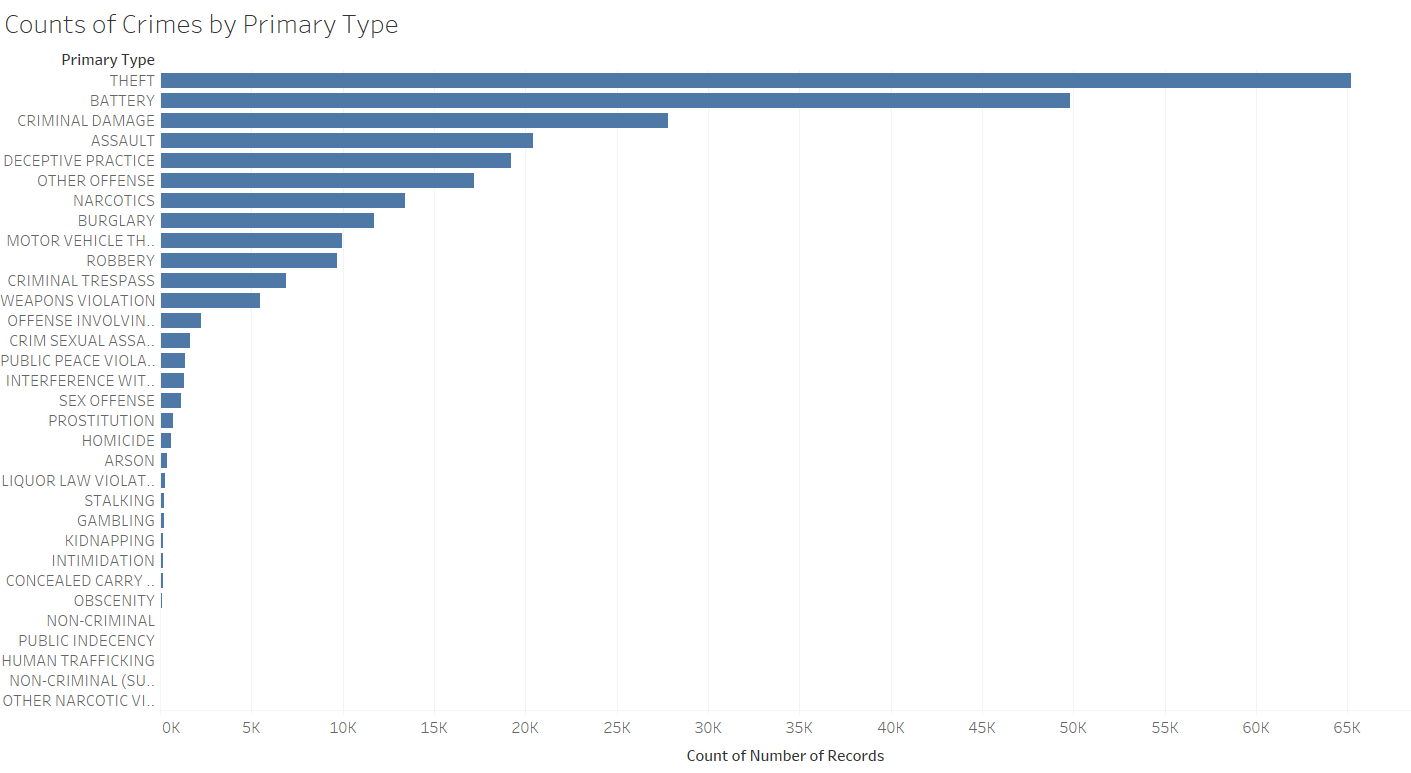 Counts of Crimes by Primary Type
Primary Type
THEFT
BATTERY
CRIMINAL DAMAGE
ASSAULT
DECEPTIVE PRACTICE
OTHER OFFENSE
NARCOTICS
BURGLARY
MOTOR VEHICLE TH..
ROBBERY
CRIMINAL TRESPASS
WEAPONS VIOLATION
OFFENSE INVOLVIN..
CRIM SEXUAL ASSA..
PUBLIC PEACE VIOLA..
INTERFERENCE WIT..
SEX OFFENSE
PROSTITUTION
HOMICIDE
ARSON
LIQUOR LAW VIOLAT..
STALKING
GAMBLING
KIDNAPPING
INTIMIDATION
CONCEALED CARRY ..
OBSCENITY
NON-CRIMINAL
PUBLIC INDECENCY
HUMAN TRAFFICKING
NON-CRIMINAL (SU..
OTHER NARCOTIC VI..
0K 5K 10K 15K 20K 25K 30K 35K 40K 45K 50K 55K 60K 65K
Count of Number of Records